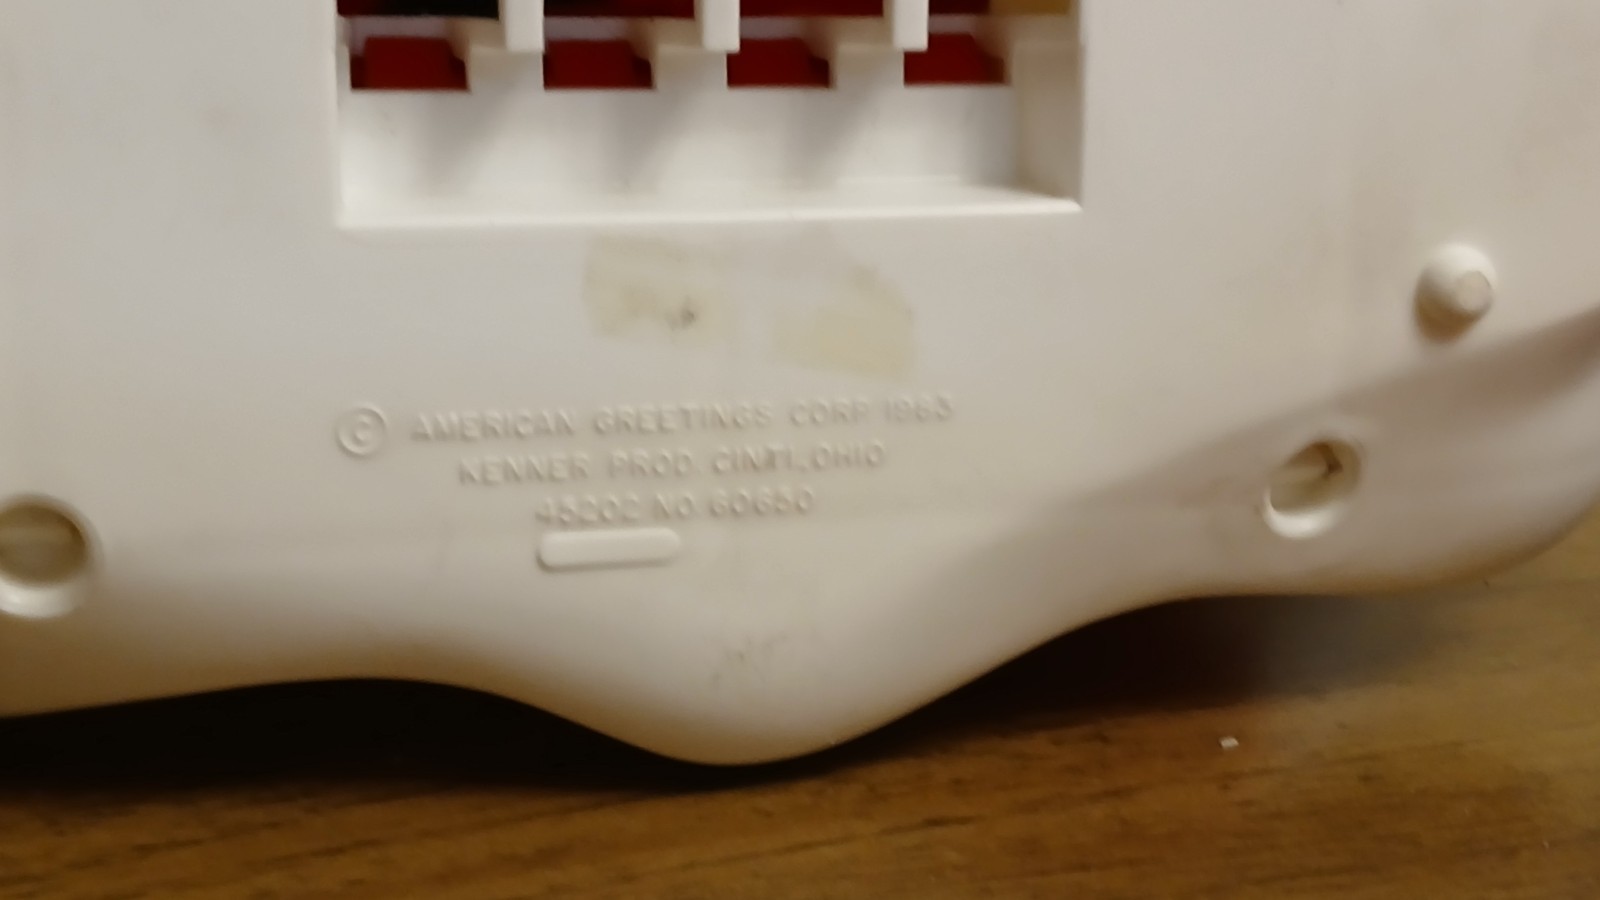 © AMERICAN GREETINGS CORP. 1983
KENNER PROD. CINTI., OHIO
45202 NO. 60650